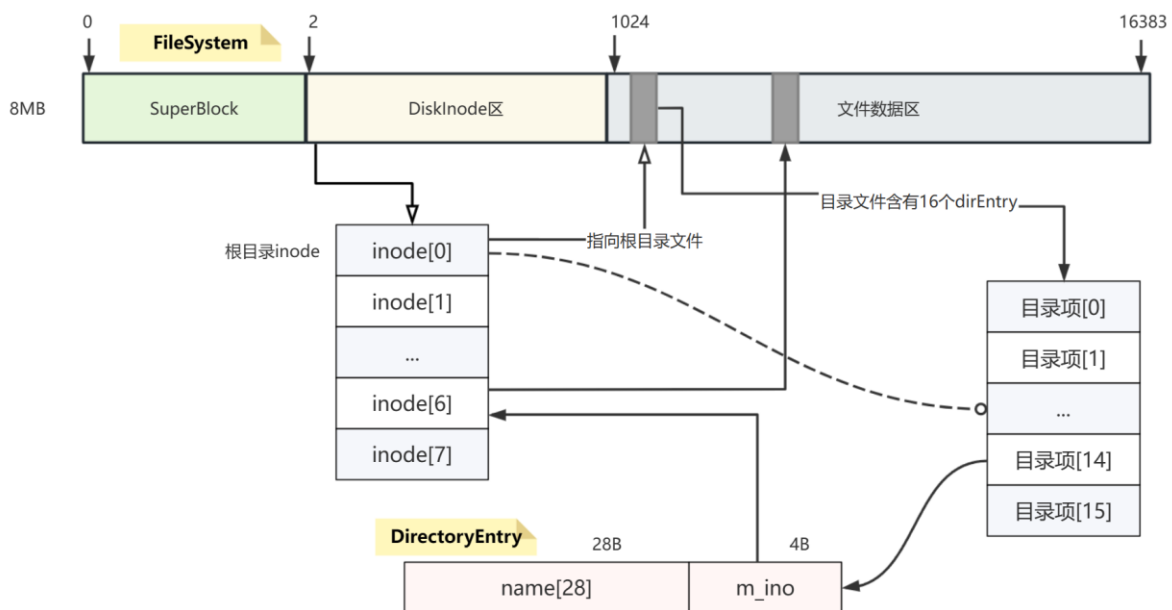 0
2
1024
16383
FileSystem
8MB
SuperBlock
DiskInode区
文件数据区
目录文件含有16个dirEntry
指向根目录文件
根目录inode
inode[0]
inode[1]
...
inode[6]
inode[7]
目录项[0]
目录项[1]
...
目录项[14]
目录项[15]
DirectoryEntry
28B
4B
name[28]
m_ino